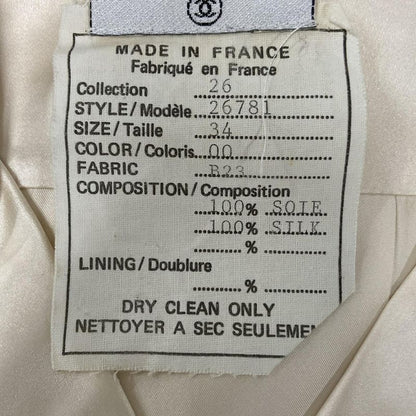 MADE IN FRANCE
Fabriqué en France
Collection 26
STYLE/Modèle 26781
SIZE/Taille 34
COLOR/Coloris 00
FABRIC B23
COMPOSITION/Composition
100% SOIE
100% SILK
%
LINING/Doublure
%
DRY CLEAN ONLY
NETTOYER A SEC SEULEMEN